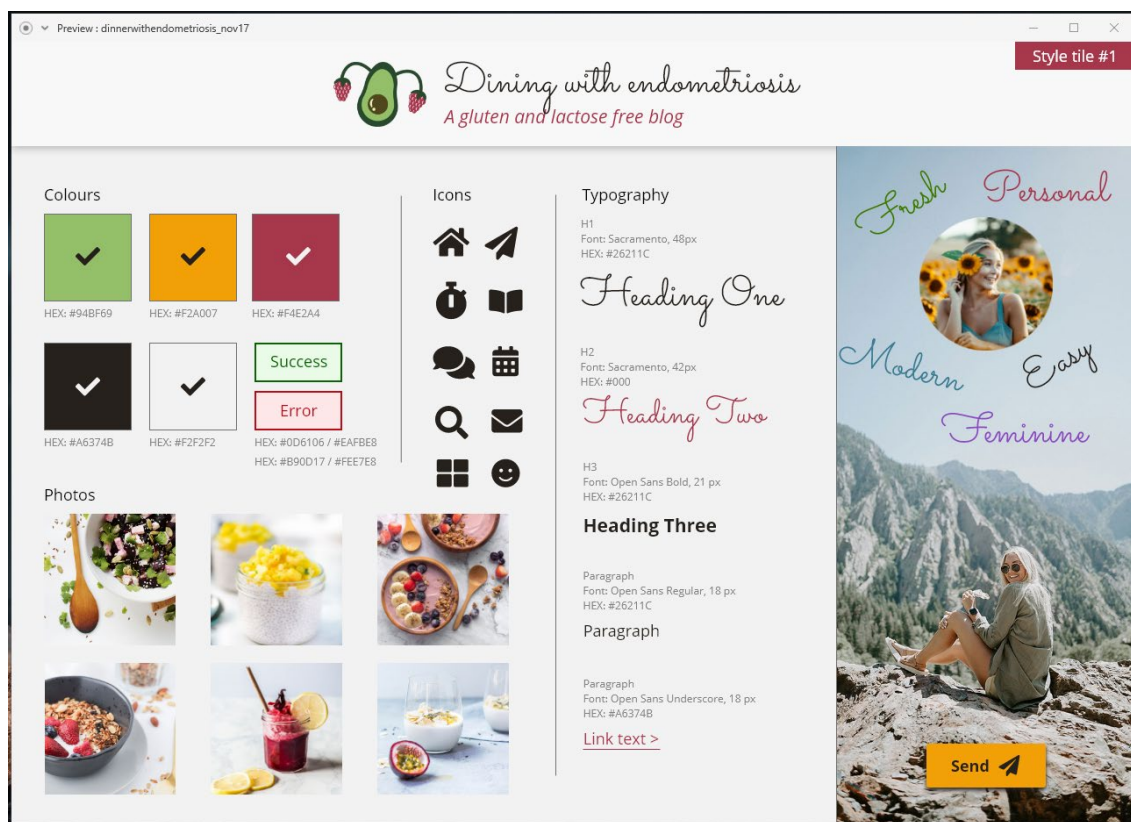 Preview : dinnerwithendometriosis_nov17
Style tile #1
Dining with endometriosis
A gluten and lactose free blog
Colours
HEX: #94BF69
HEX: #F2A007
HEX: #F4E2A4
HEX: #A6374B
HEX: #F2F2F2
Success
Error
HEX: #0D6106 / #EAFBE8
HEX: #B90D17 / #FEE7E8
Icons
Photos
Typography
H1
Font: Sacramento, 48px
HEX: #26211C
Heading One
H2
Font: Sacramento, 42px
HEX: #000
Heading Two
H3
Font: Open Sans Bold, 21 px
HEX: #26211C
Heading Three
Paragraph
Font: Open Sans Regular, 18 px
HEX: #26211C
Paragraph
Paragraph
Font: Open Sans Underscore, 18 px
HEX: #A6374B
Link text >
Fresh
Personal
Modern
Easy
Feminine
Send